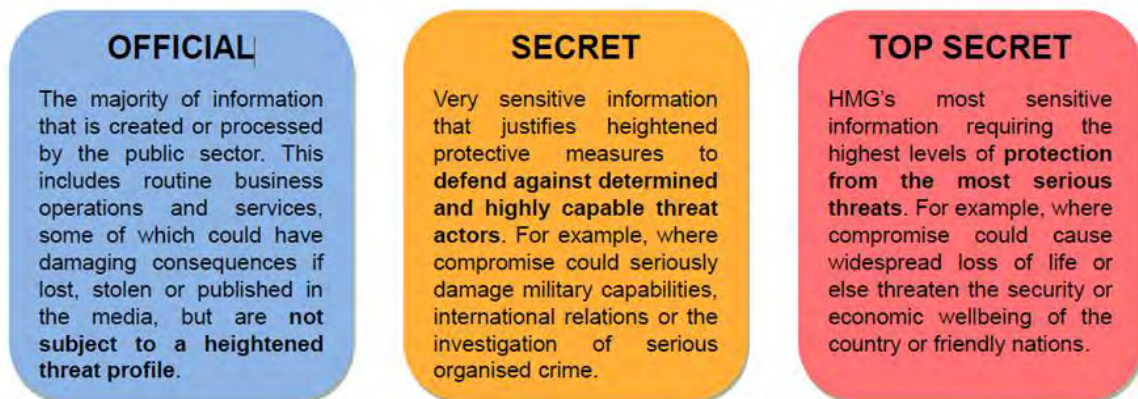 OFFICIAL
The majority of information
that is created or processed
by the public sector. This
includes routine business
operations and services,
some of which could have
damaging consequences if
lost, stolen or published in
the media, but are not
subject to a heightened
threat profile.
SECRET
Very sensitive information
that justifies heightened
protective measures to
defend against determined
and highly capable threat
actors. For example, where
compromise could seriously
damage military capabilities,
international relations or the
investigation of serious
organised crime.
TOP SECRET
HMG's most sensitive
information requiring the
highest levels of protection
from the most serious
threats. For example, where
compromise could cause
widespread loss of life or
else threaten the security or
economic wellbeing of the
country or friendly nations.